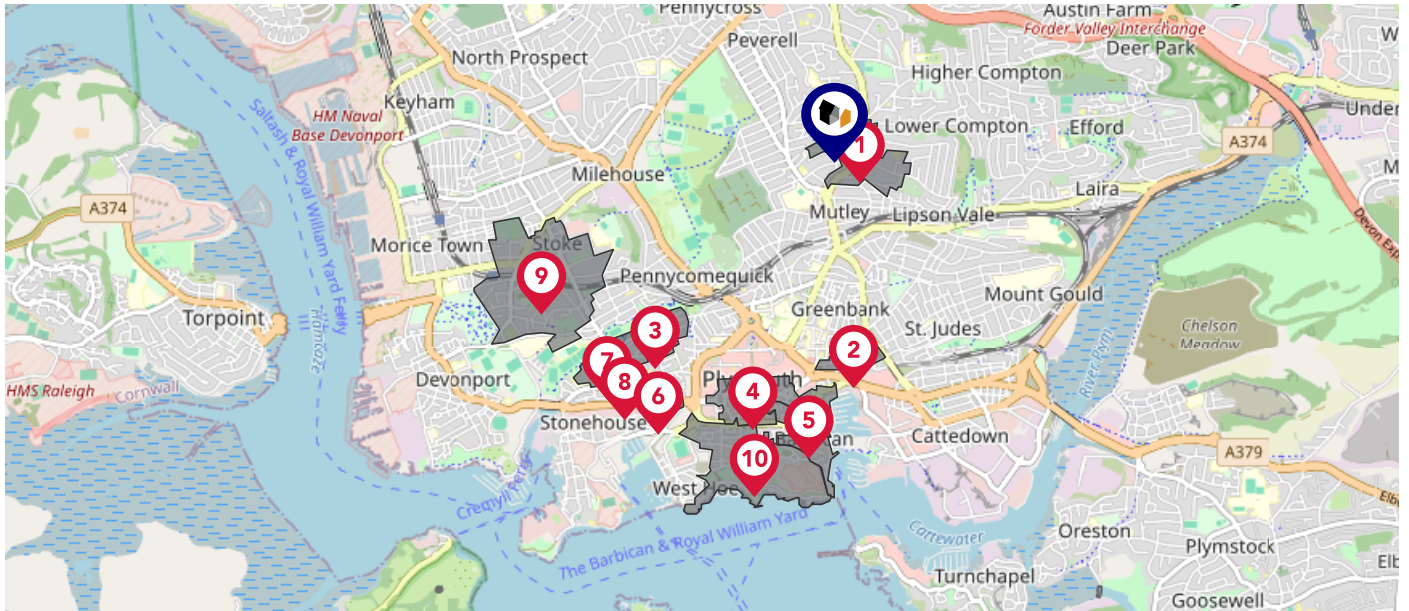 Pennycross
Austin Farm
Forder Valley Interchange
Deer Park
Peverell
North Prospect
Higher Compton
Keyham
HM Naval
Base Devonport
Under
Lower Compton
Efford
A374
1
Milehouse
Laira
A374
Saltash & Royal William Yard Ferry
Mutley
Lipson Vale
Morice Town
Stoke
Devon Exp
9
Pennycomequick
Mount Gould
Torpoint
Hamoaze
Greenbank
St. Judes
Chelson
Meadow
3
2
7
8
6
Plymouth
4
HMS Raleigh
Cornwall
Devonport
River Plym
5
Stonehouse
Barbican
Cattedown
A379
10
West Hoe
Cremyll Ferry
The Barbican & Royal William Yard
Cattewater
Oreston
Plymstock
Elb
Elb
Turnchapel
Goosewell
W
M